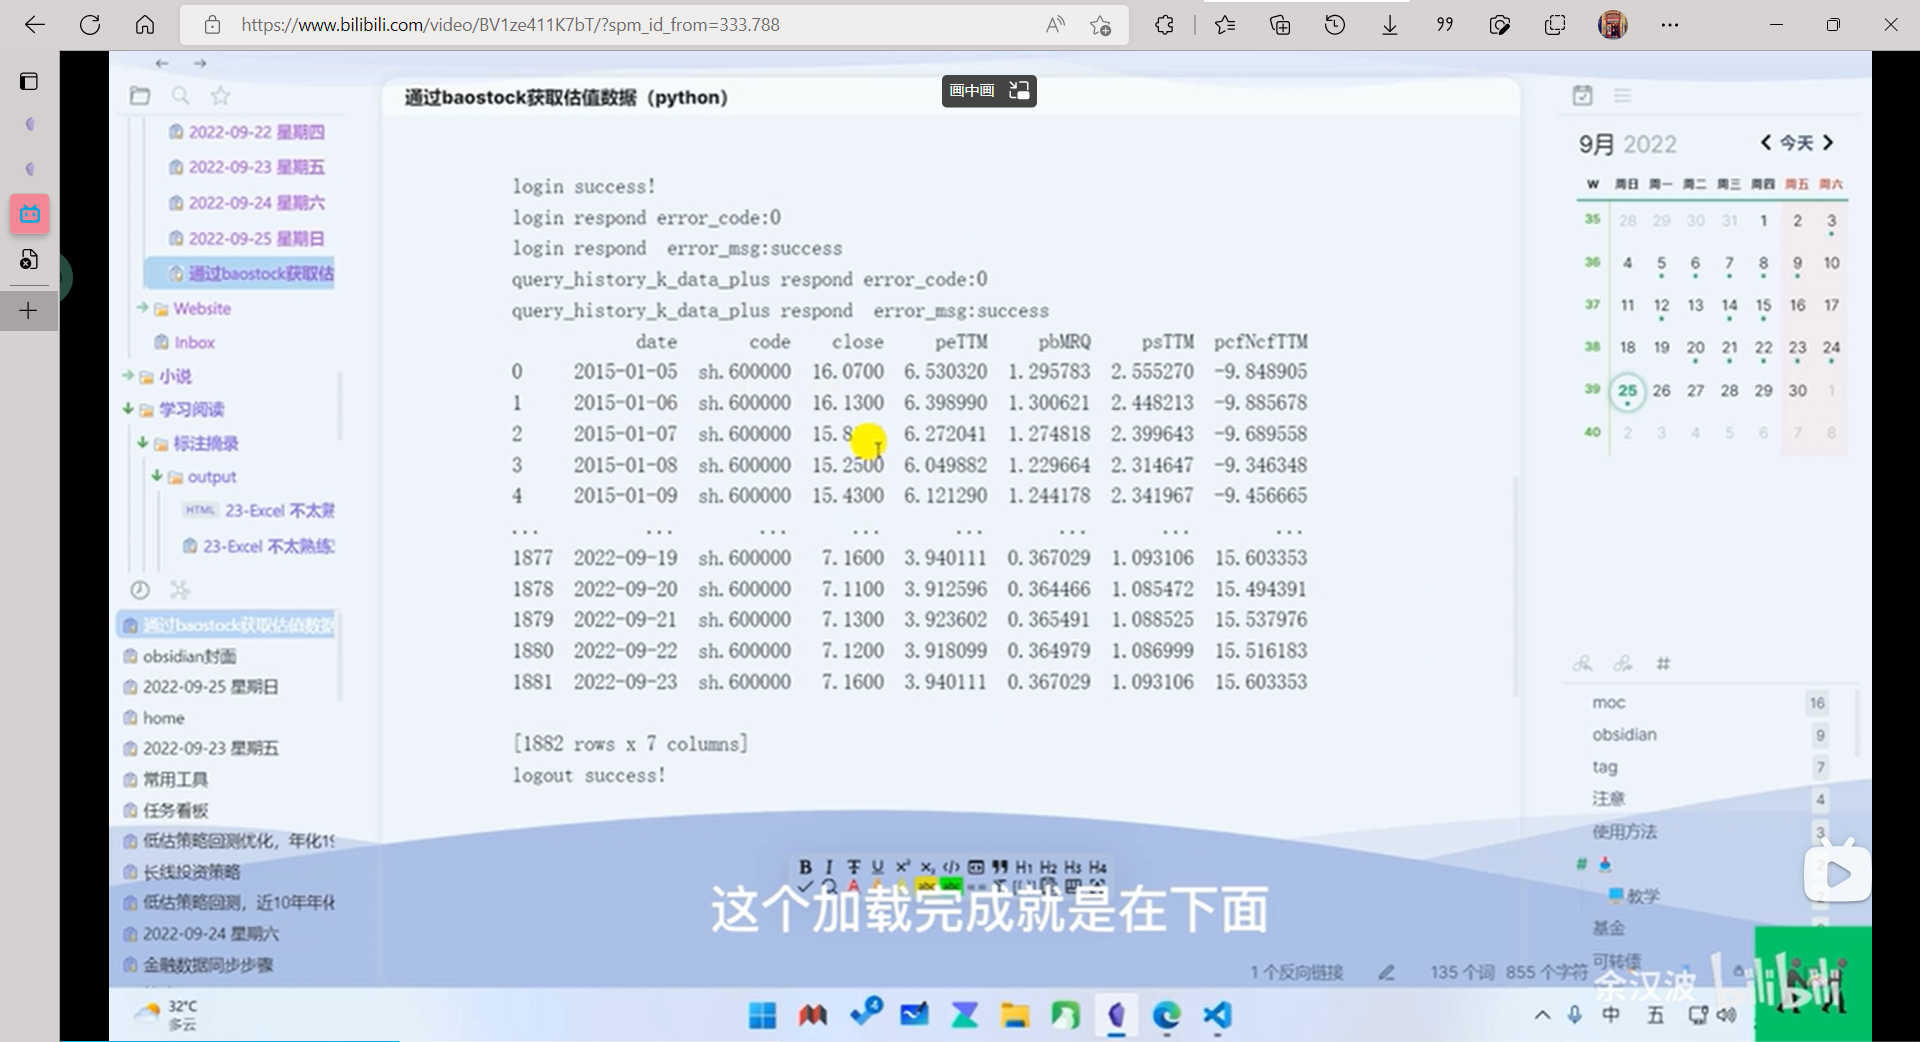 https://www.bilibili.com/video/BV1ze411K7bT/?spm_id_from=333.788
画中画
通过baostock获取估值数据（python）
2022-09-22 星期四
2022-09-23 星期五
2022-09-24 星期六
2022-09-25 星期日
通过baostock获取估
Website
Inbox
小说
学习阅读
标注摘录
output
HTML 23-Excel 不太熟
23-Excel 不太熟练
通过baostock获取估值数据
obsidian封面
2022-09-25 星期日
home
2022-09-23 星期五
常用工具
任务看板
低估策略回测优化，年化19
长线投资策略
低估策略回测，近10年年化
2022-09-24 星期六
金融数据同步步骤
login success!
login respond error_code:0
login respond  error_msg:success
query_history_k_data_plus respond error_code:0
query_history_k_data_plus respond  error_msg:success
date code close peTTM pbMRQ psTTM pcfNcfTTM
0 2015-01-05 sh.600000 16.0700 6.530320 1.295783 2.555270 -9.848905
1 2015-01-06 sh.600000 16.1300 6.398990 1.300621 2.448213 -9.885678
2 2015-01-07 sh.600000 15.8 6.272041 1.274818 2.399643 -9.689558
3 2015-01-08 sh.600000 15.2500 6.049882 1.229664 2.314647 -9.346348
4 2015-01-09 sh.600000 15.4300 6.121290 1.244178 2.341967 -9.456665
... ... ... ... ... ... ... ...
1877 2022-09-19 sh.600000 7.1600 3.940111 0.367029 1.093106 15.603353
1878 2022-09-20 sh.600000 7.1100 3.912596 0.364466 1.085472 15.494391
1879 2022-09-21 sh.600000 7.1300 3.923602 0.365491 1.088525 15.537976
1880 2022-09-22 sh.600000 7.1200 3.918099 0.364979 1.086999 15.516183
1881 2022-09-23 sh.600000 7.1600 3.940111 0.367029 1.093106 15.603353
[1882 rows x 7 columns]
logout success!
B I T U X² X₂ </> H1 H2 H3 H4
这个加载完成就是在下面
1 个反向链接 135 个词 855 个字符
9月 2022 今天
W 周日 周一 周二 周三 周四 周五 周六
35 28 29 30 31 1 2 3
36 4 5 6 7 8 9 10
37 11 12 13 14 15 16 17
38 18 19 20 21 22 23 24
39 25 26 27 28 29 30 1
40 2 3 4 5 6 7 8
#
moc 16
obsidian 9
tag 7
注意 4
使用方法 3
#
教学
基金
可转债
余汉波 bilibili
32°C
多云
4
中 五